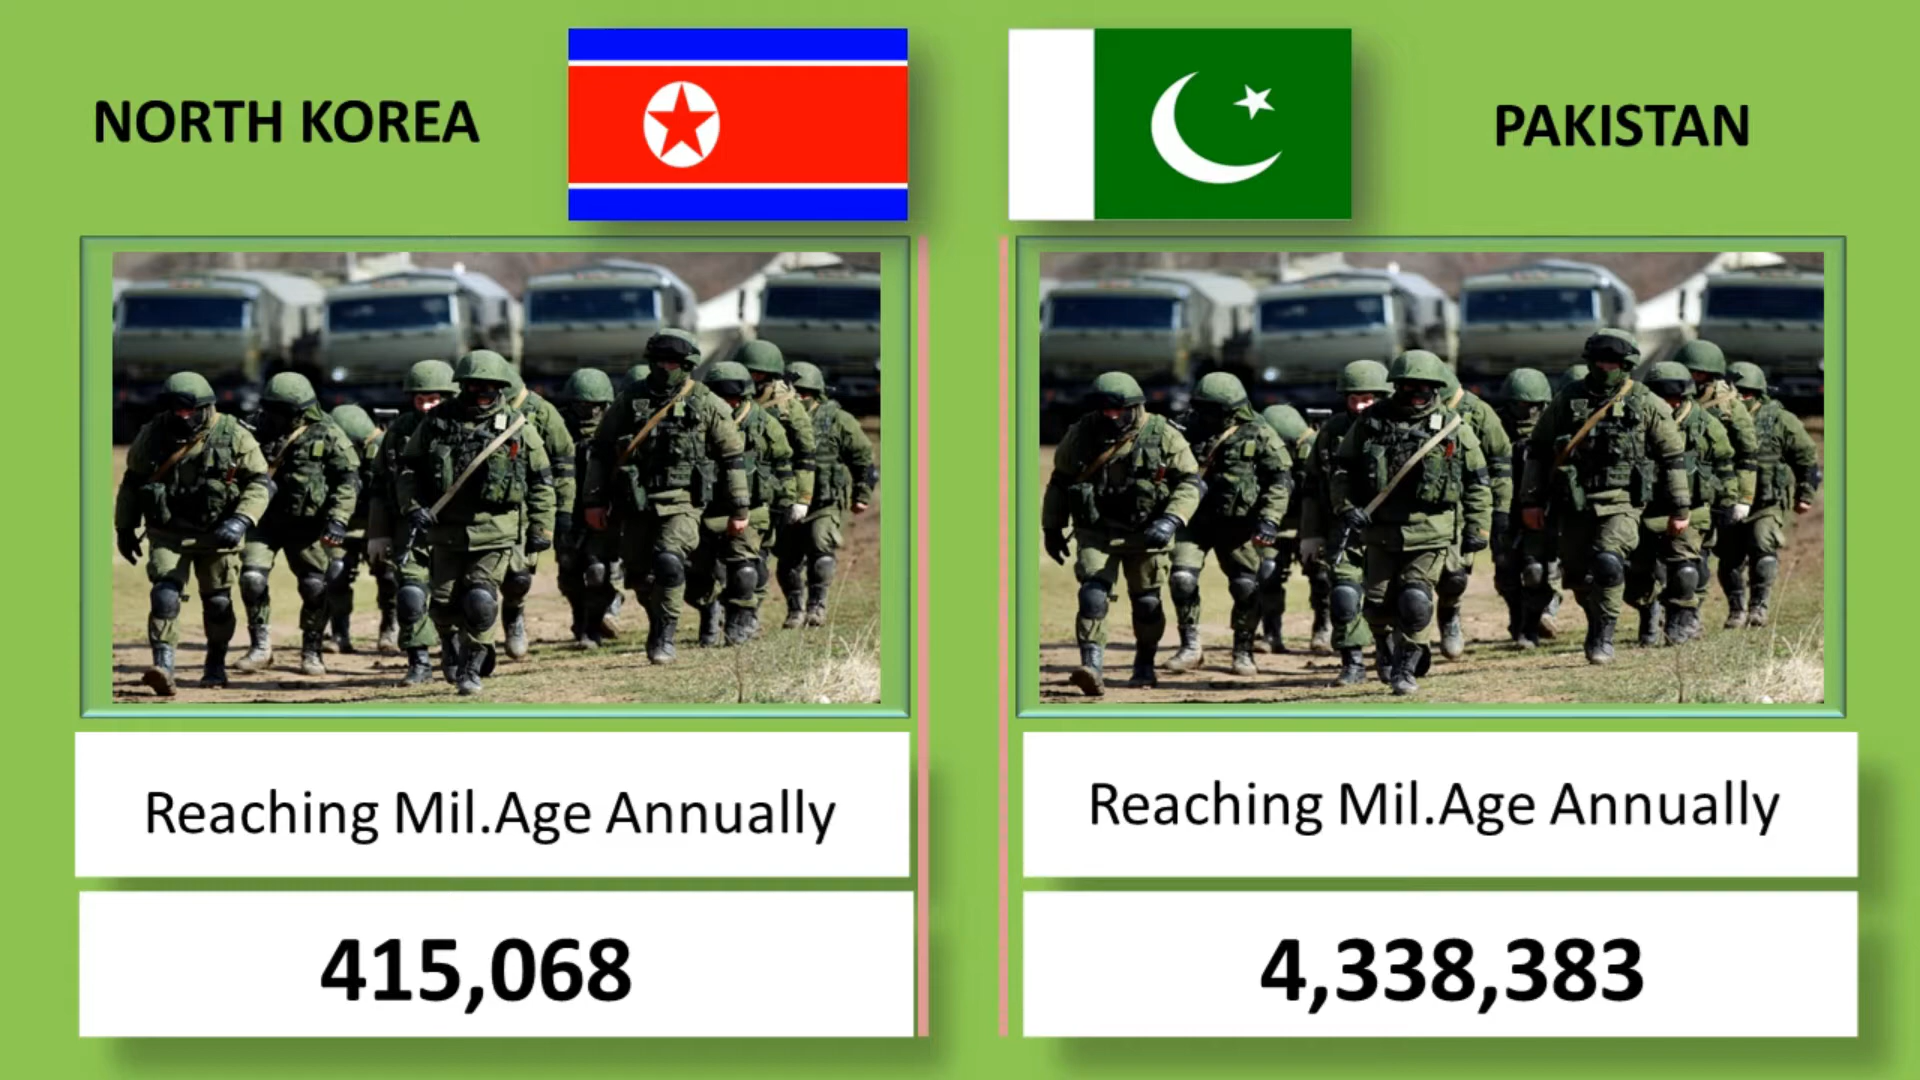 NORTH KOREA
PAKISTAN
Reaching Mil.Age Annually
Reaching Mil.Age Annually
415,068
4,338,383